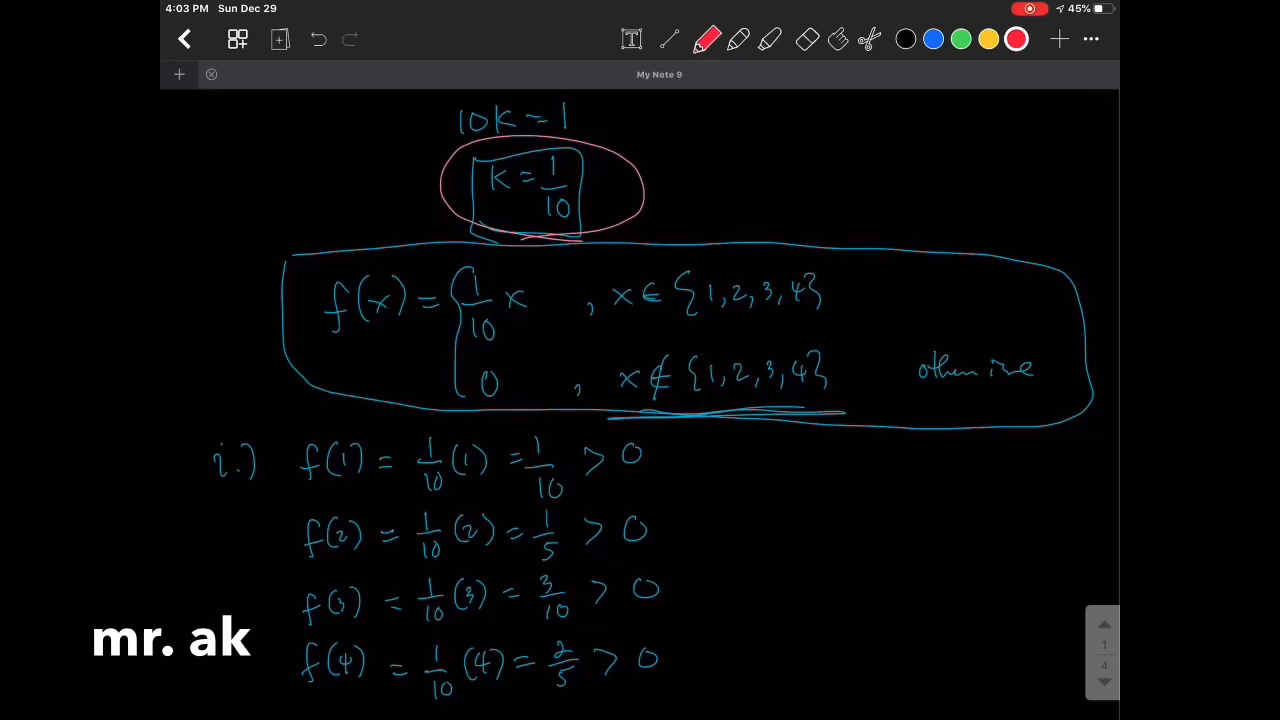 4:03 PM Sun Dec 29
45%
My Note 9
10k = 1
k = 1/10
f(x) = { 1/10 x , x ∈ {1,2,3,4}
0 , x ∉ {1,2,3,4} otherwise
i.) f(1) = 1/10 (1) = 1/10 > 0
f(2) = 1/10 (2) = 1/5 > 0
f(3) = 1/10 (3) = 3/10 > 0
f(4) = 1/10 (4) = 2/5 > 0
mr. ak
1
4